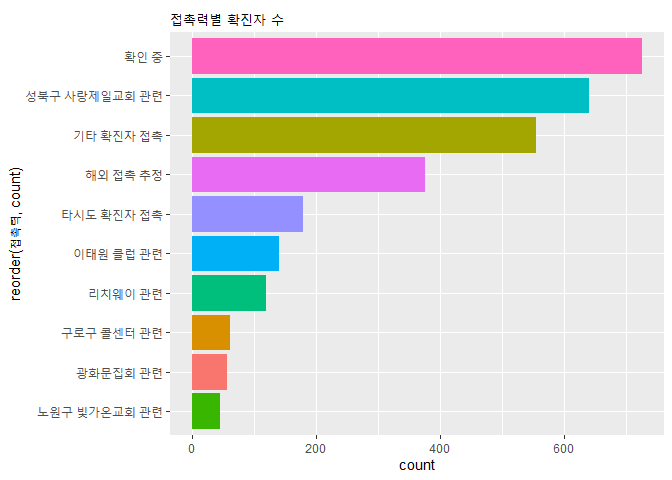 접촉력별 확진자 수
확인 중
성북구 사랑제일교회 관련
기타 확진자 접촉
해외 접촉 추정
타시도 확진자 접촉
이태원 클럽 관련
리치웨이 관련
구로구 콜센터 관련
광화문집회 관련
노원구 빛가온교회 관련
reorder(접촉력, count)
0 200 400 600
count